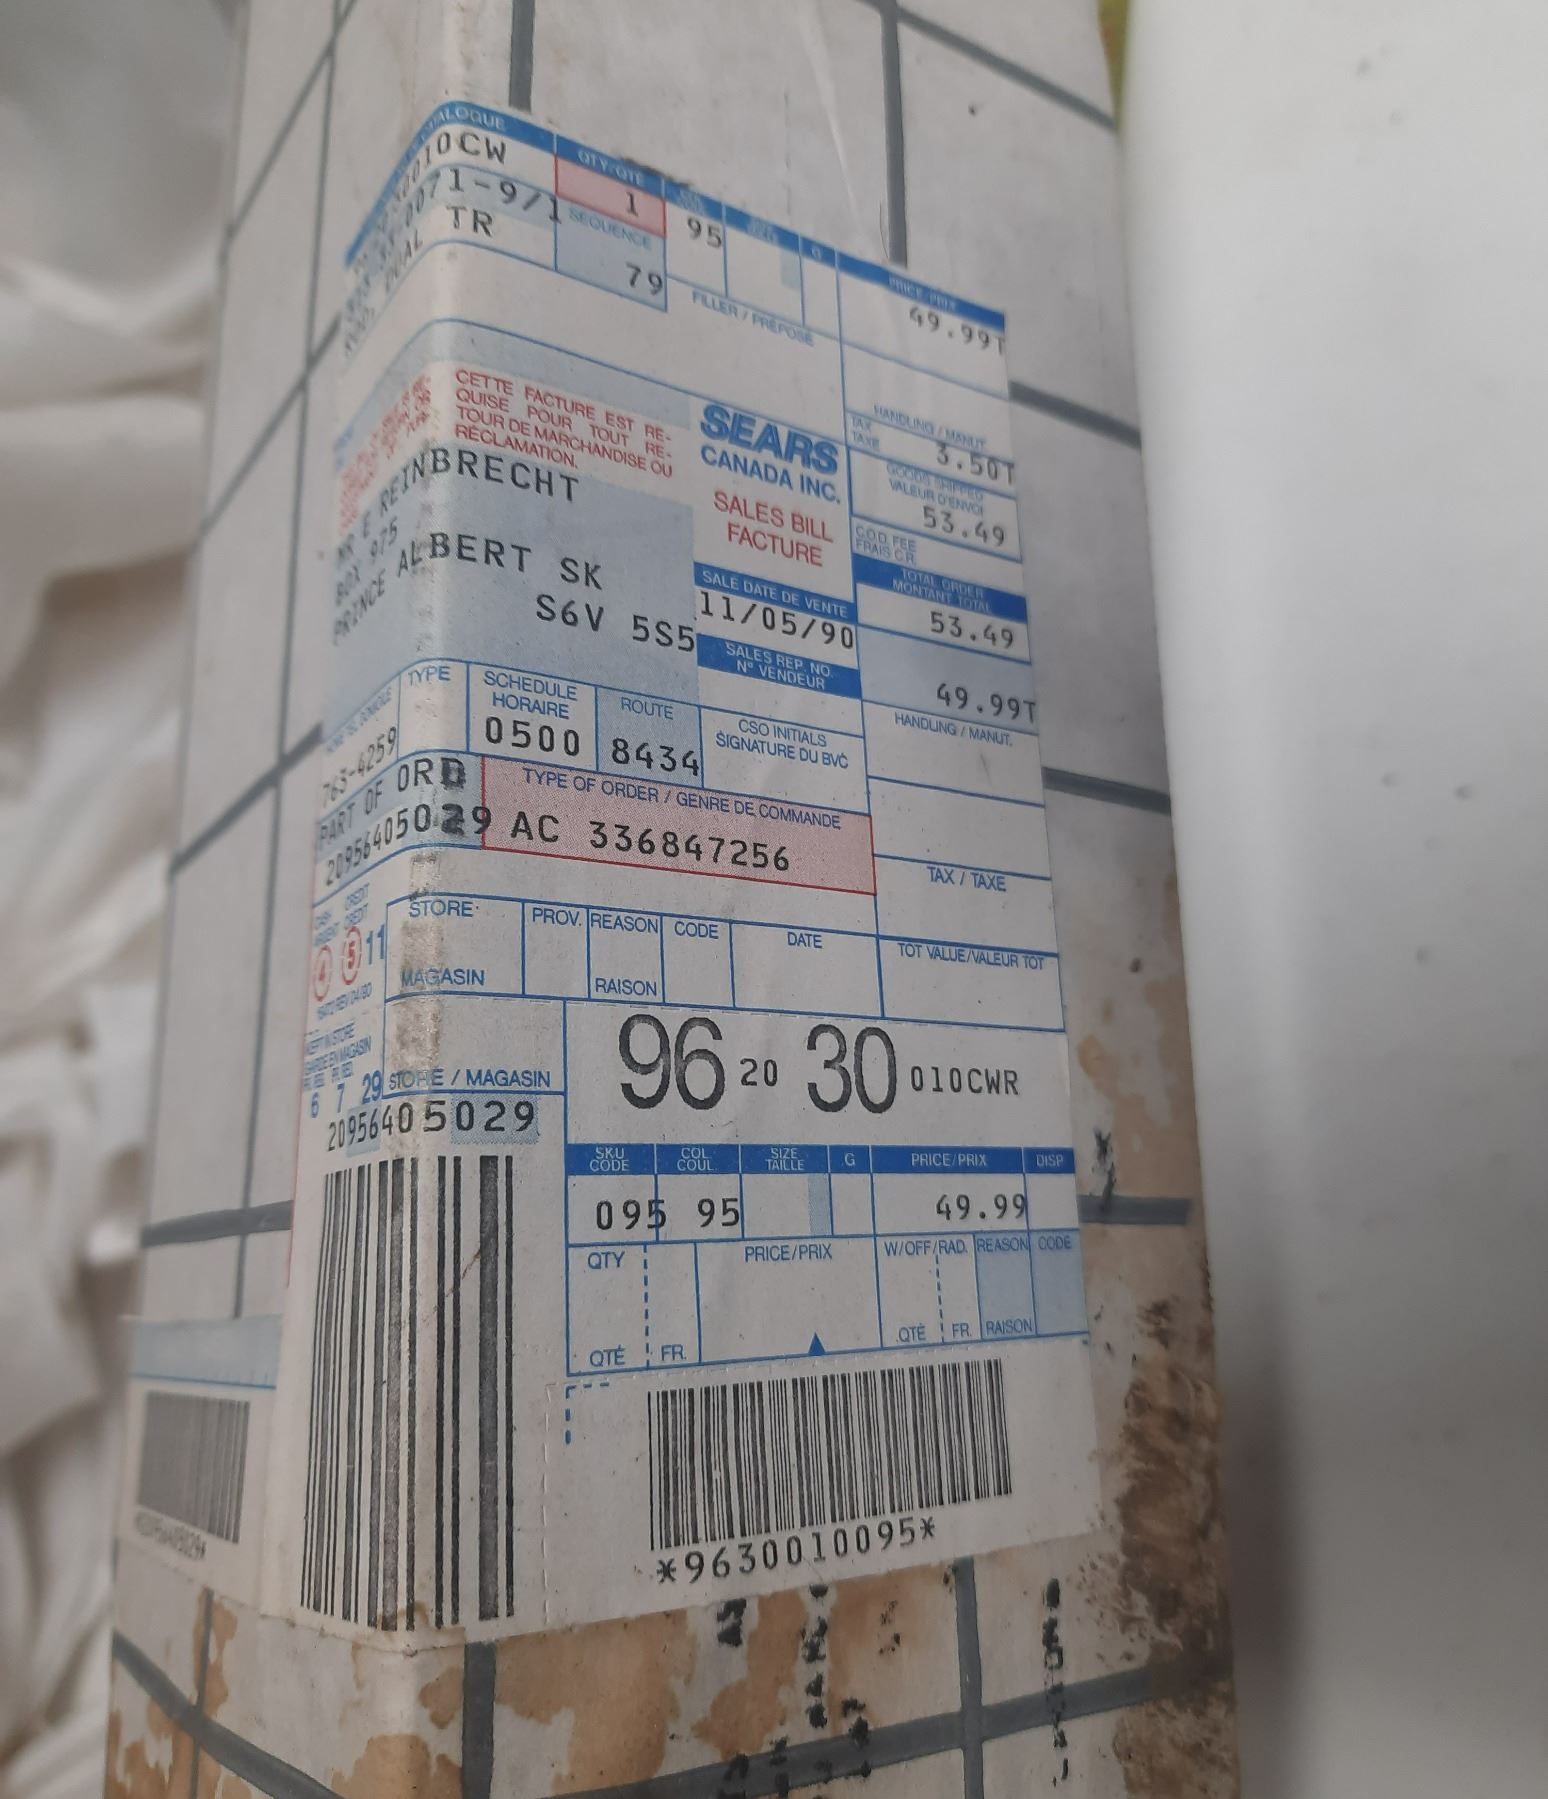 QTY/QTÉ
10CW 1 95
71-9/1 SEQUENCE
TR 79
PRICE/PRIX
49.99T
FILLER / PRÉPOSÉ
CETTE FACTURE EST RE-
QUISE POUR TOUT RE-
TOUR DE MARCHANDISE OU
RÉCLAMATION.
SEARS
CANADA INC.
SALES BILL
FACTURE
HANDLING / MANUT.
TAX
TAXE
3.50T
GOODS SHIPPED
VALEUR D'ENVOI
53.49
C.O.D. FEE
FRAIS C.R.
TOTAL ORDER
MONTANT TOTAL
53.49
49.99T
HANDLING / MANUT.
MR E REINBRECHT
BOX 975
PRINCE ALBERT SK
S6V 5S5
SALE DATE DE VENTE
11/05/90
SALES REP. NO.
Nº VENDEUR
TYPE
SCHEDULE
HORAIRE
0500
ROUTE
8434
CSO INITIALS
SIGNATURE DU BVC
763-4259
PART OF ORD
20956405029
TYPE OF ORDER / GENRE DE COMMANDE
AC 336847256
TAX / TAXE
STORE PROV. REASON CODE DATE TOT VALUE/VALEUR TOT
MAGASIN RAISON
4 5 11
6 7 29 STORE / MAGASIN
20956405029
96 20 30 010CWR
SKU
CODE
COL.
COUL.
SIZE
TAILLE
G PRICE/PRIX DISP
095 95 49.99
QTY PRICE/PRIX W/OFF/RAD. REASON CODE
QTÉ FR. QTÉ FR. RAISON
*9630010095*